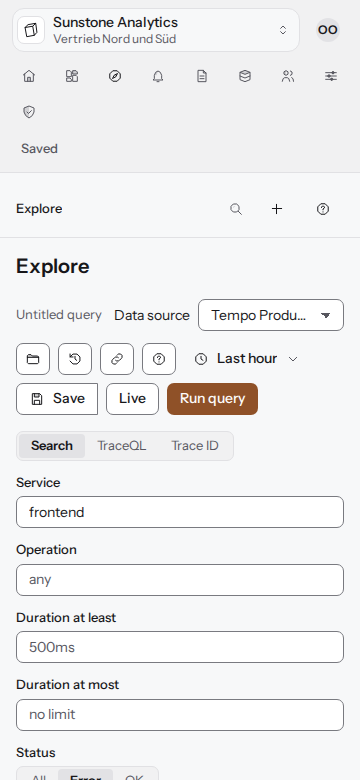 Sunstone Analytics
Vertrieb Nord und Süd
OO
Saved
Explore
Explore
Untitled query Data source Tempo Produ...
Last hour
Save Live Run query
Search TraceQL Trace ID
Service
frontend
Operation
any
Duration at least
500ms
Duration at most
no limit
Status
All Error OK